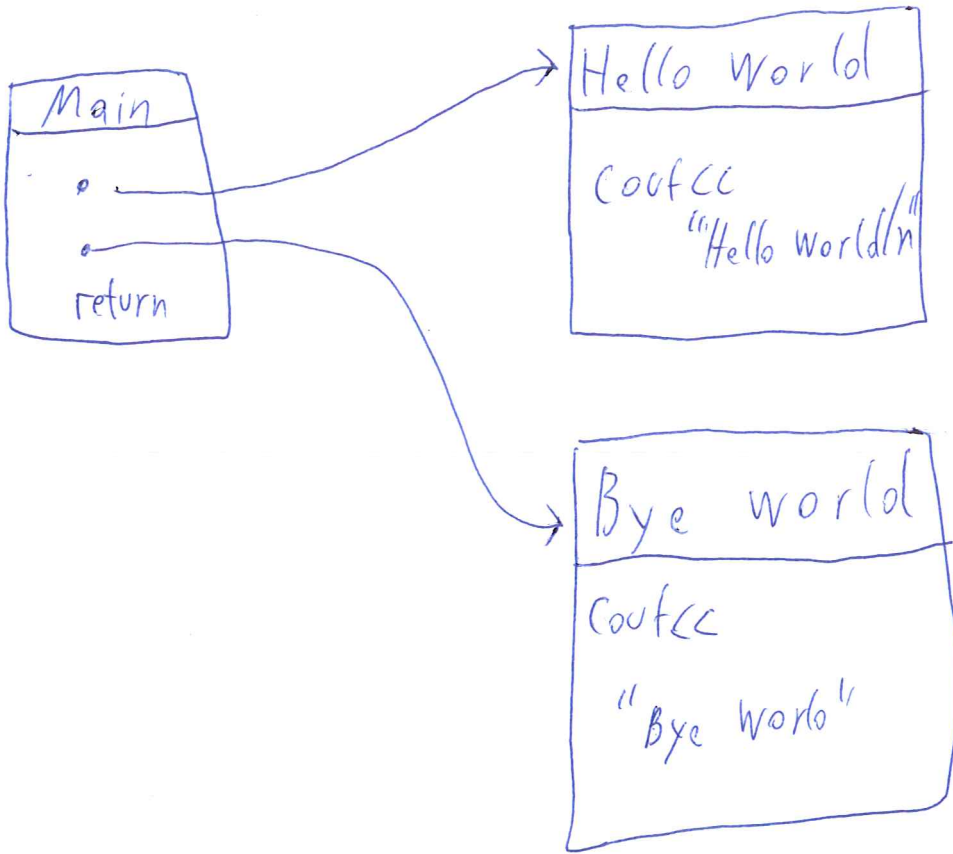 Main
return
Hello world
cout<<
"Hello world/n"
Bye world
cout<<
"Bye world"